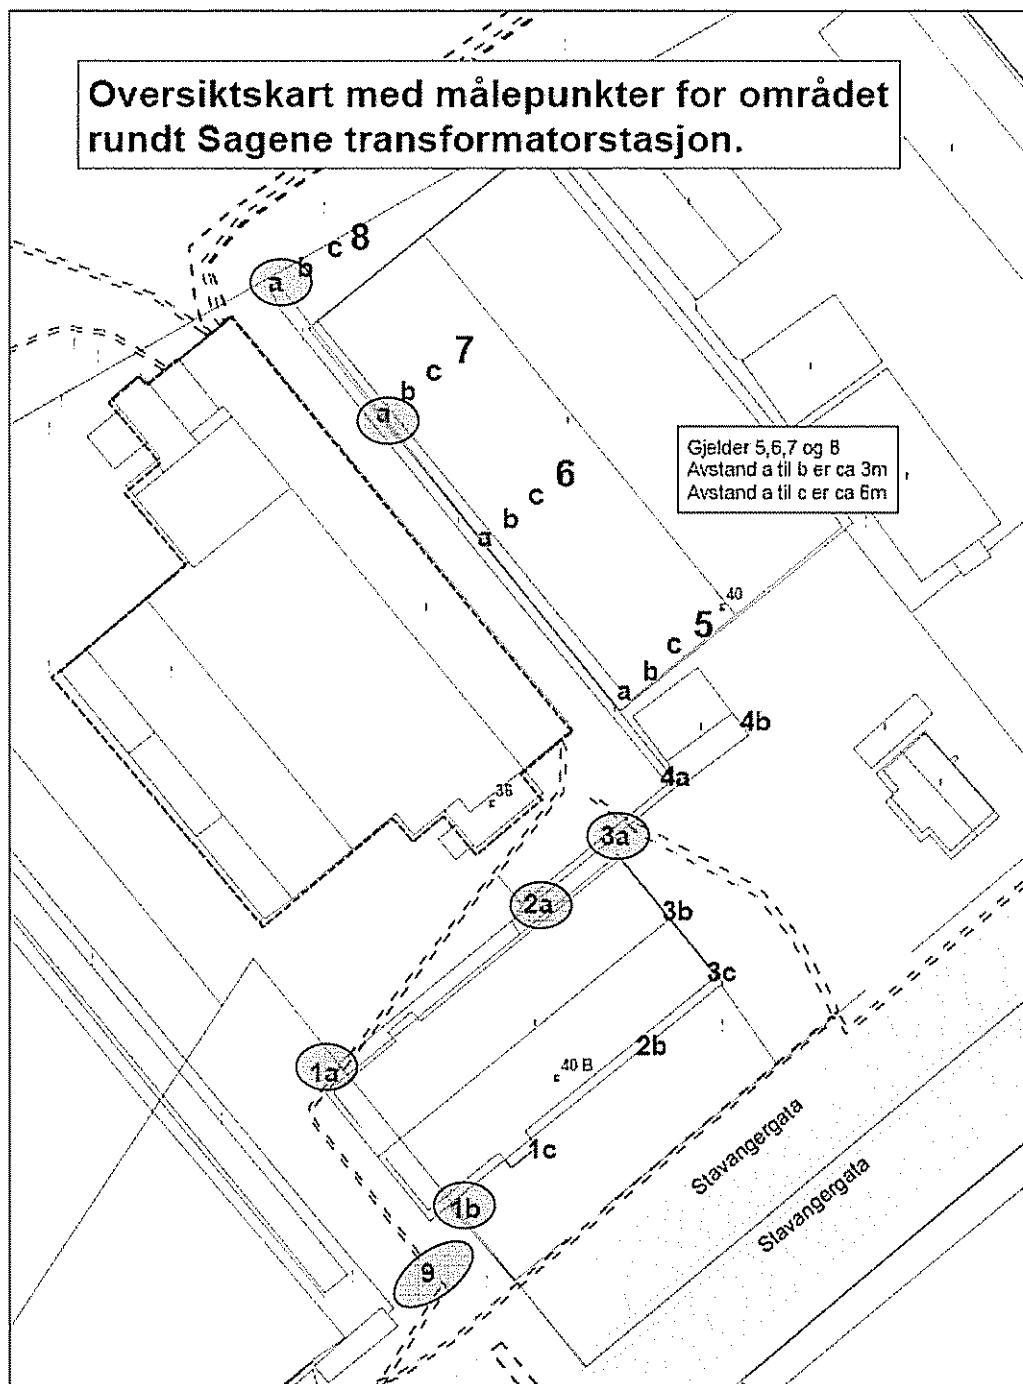 Oversiktskart med målepunkter for området
rundt Sagene transformatorstasjon.
8
c
b
a
7
c
b
a
Gjelder 5,6,7 og 8
Avstand a til b er ca 3m
Avstand a til c er ca 6m
6
c
b
a
40
5
c
b
a
4b
4a
36
3a
2a
3b
3c
2b
1a
40 B
1c
1b
9
Stavangergata
Stavangergata